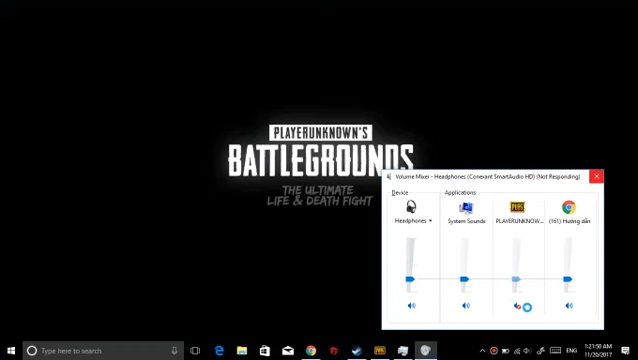 PLAYERUNKNOWN'S
BATTLEGROUNDS
THE ULTIMATE
LIFE & DEATH FIGHT
Volume Mixer - Headphones (Conexant SmartAudio HD) (Not Responding)
Device
Applications
Headphones
System Sounds
PLAYERUNKNOW...
(161) Hướng dẫn
Type here to search
ENG
1:21:50 AM
11/20/2017